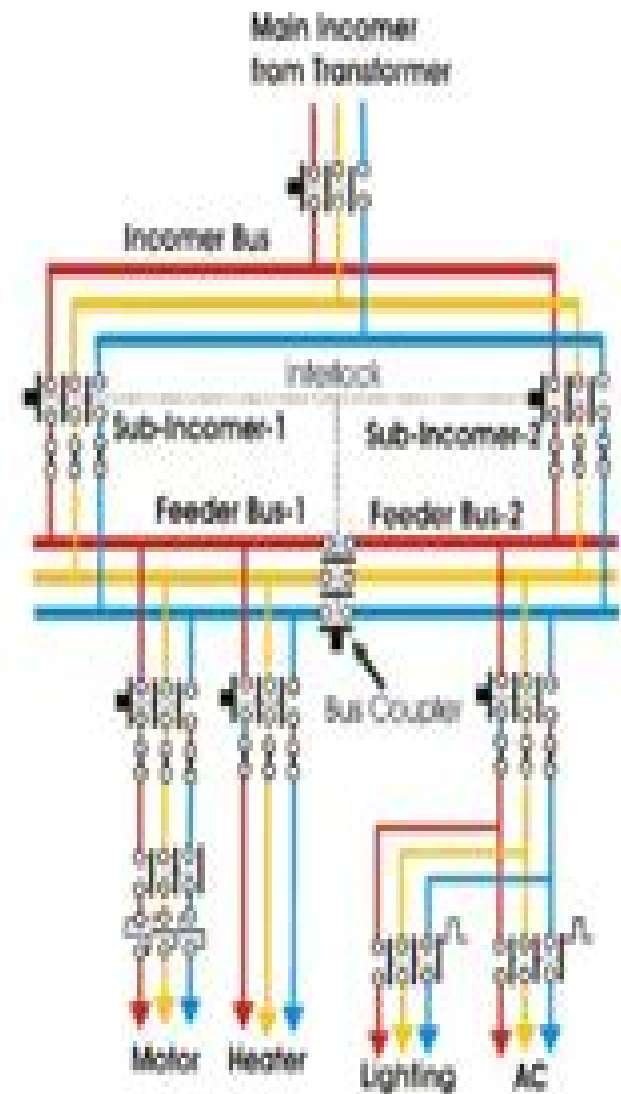 Main Incomer
from Transformer
Incomer Bus
Interlock
Sub-Incomer-1
Sub-Incomer-2
Feeder Bus-1
Feeder Bus-2
Bus Coupler
Motor
Heater
Lighting
AC